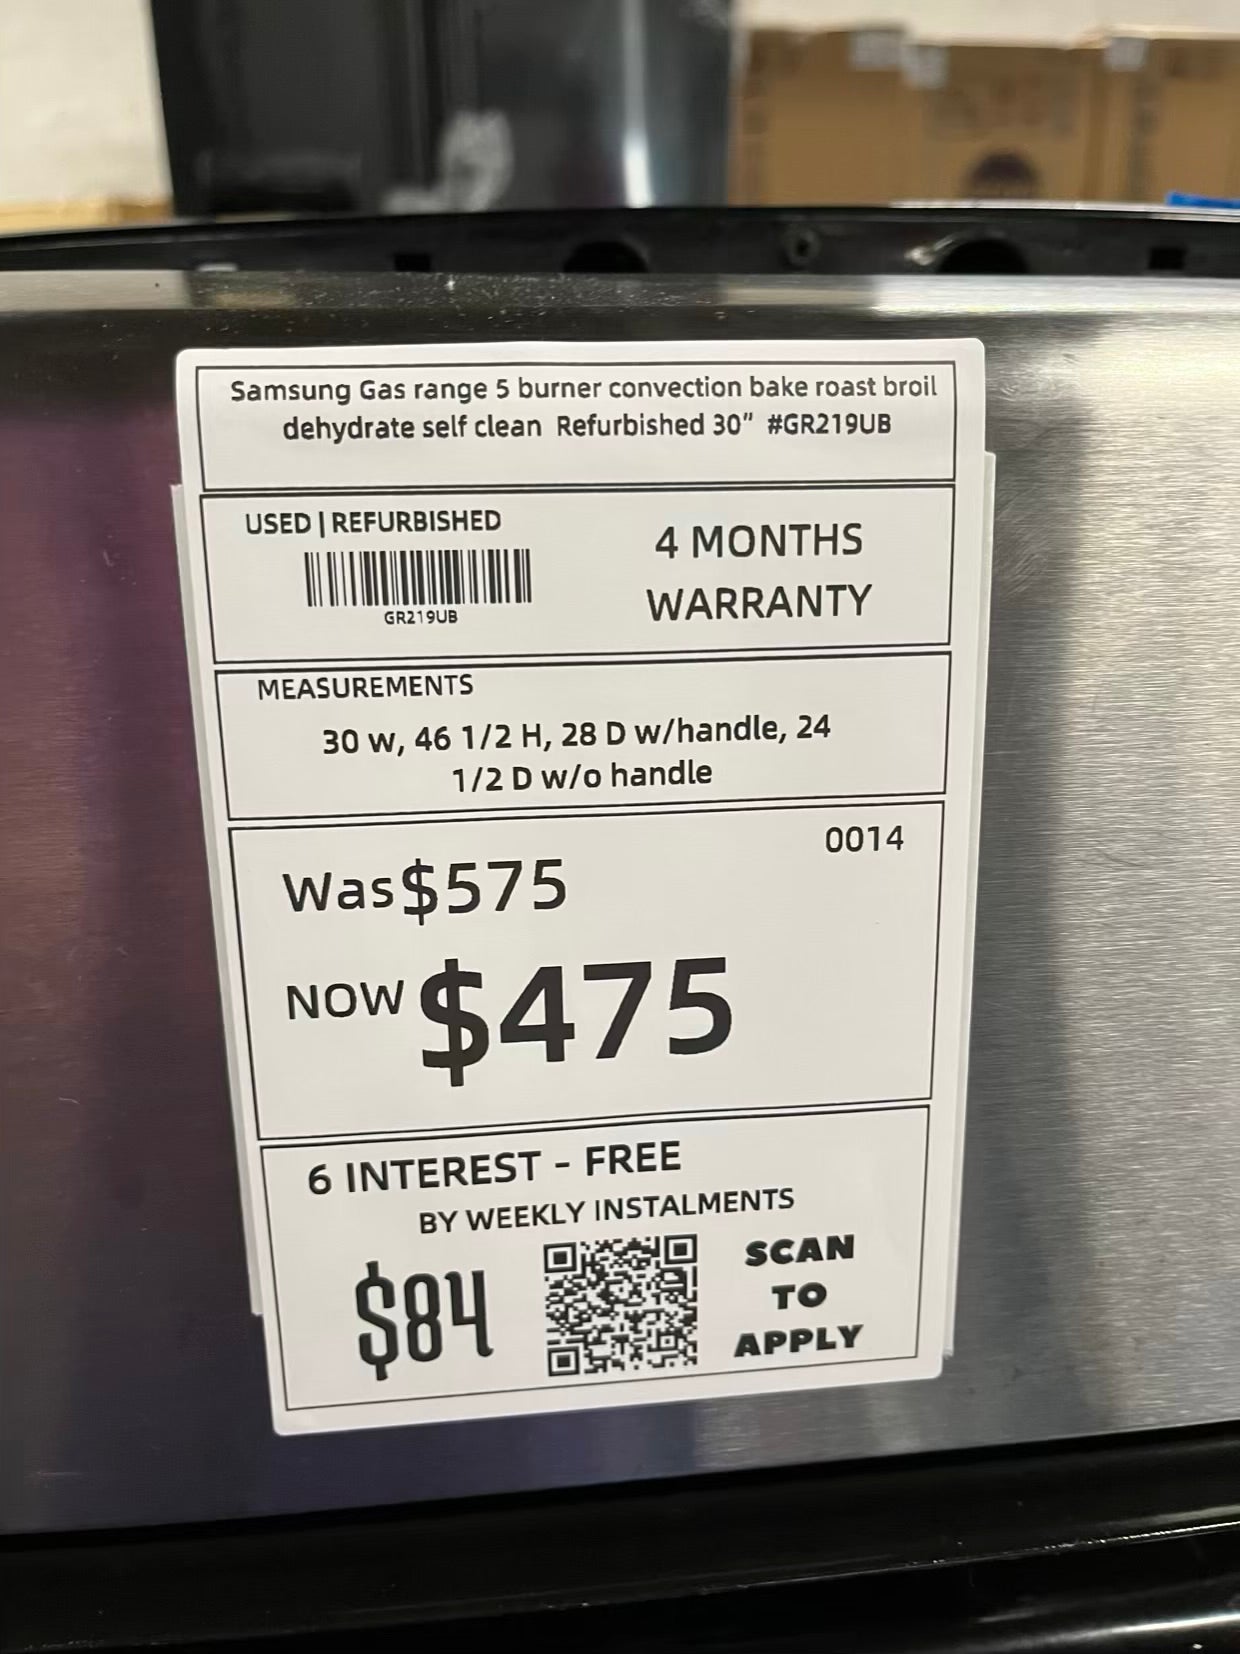 Samsung Gas range 5 burner convection bake roast broil
dehydrate self clean Refurbished 30" #GR219UB
USED | REFURBISHED
GR219UB
4 MONTHS
WARRANTY
MEASUREMENTS
30 w, 46 1/2 H, 28 D w/handle, 24
1/2 D w/o handle
0014
Was $575
NOW $475
6 INTEREST - FREE
BY WEEKLY INSTALMENTS
$84
SCAN
TO
APPLY